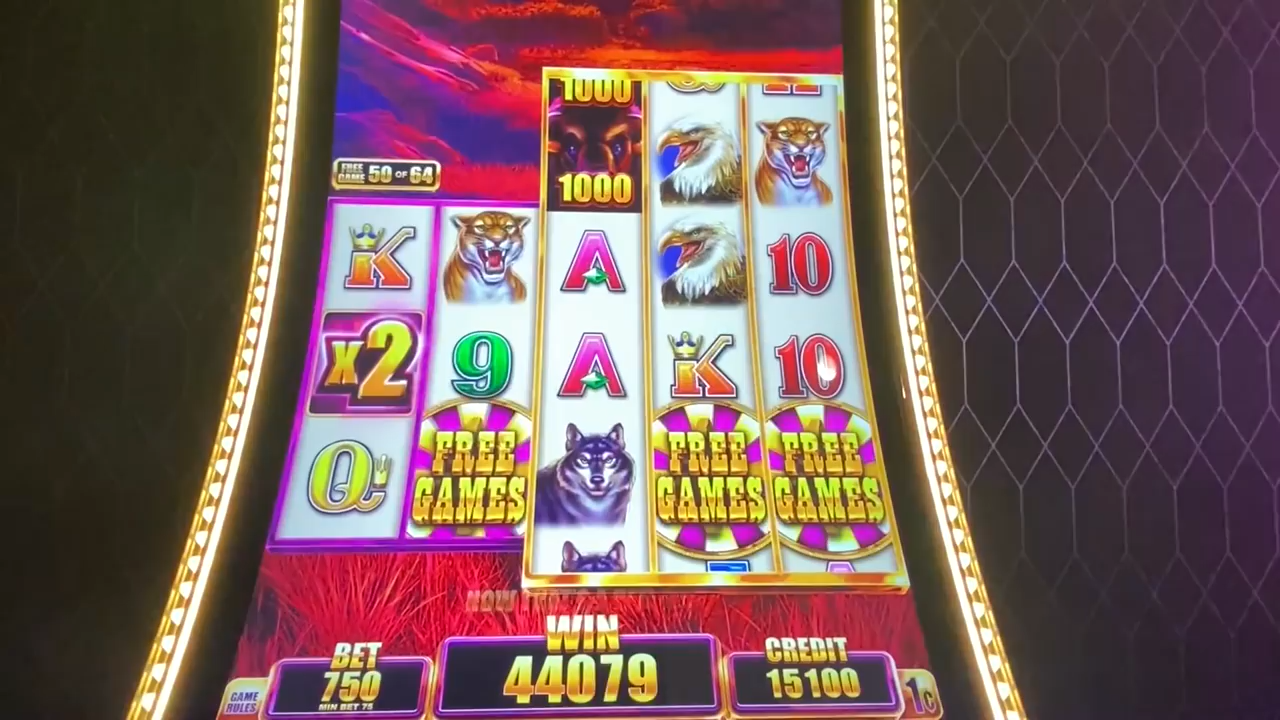 1000
1000
FREE GAME 50 OF 64
K
A
10
X2
9
A
K
10
Q
FREE GAMES
FREE GAMES
FREE GAMES
BET
750
MIN BET 75
WIN
44079
CREDIT
15100
GAME RULES
1¢